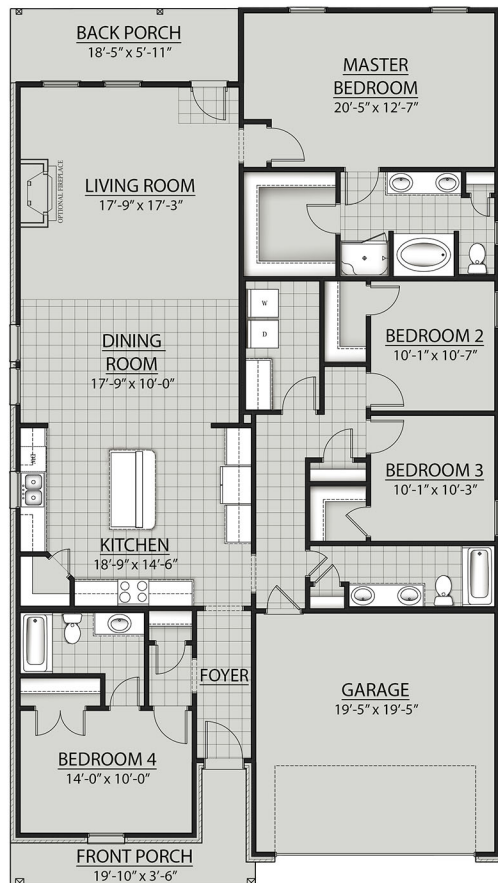 BACK PORCH
18'-5" x 5'-11"
MASTER
BEDROOM
20'-5" x 12'-7"
LIVING ROOM
17'-9" x 17'-3"
OPTIONAL FIREPLACE
W
D
BEDROOM 2
10'-1" x 10'-7"
DINING
ROOM
17'-9" x 10'-0"
BEDROOM 3
10'-1" x 10'-3"
KITCHEN
18'-9" x 14'-6"
FOYER
GARAGE
19'-5" x 19'-5"
BEDROOM 4
14'-0" x 10'-0"
FRONT PORCH
19'-10" x 3'-6"